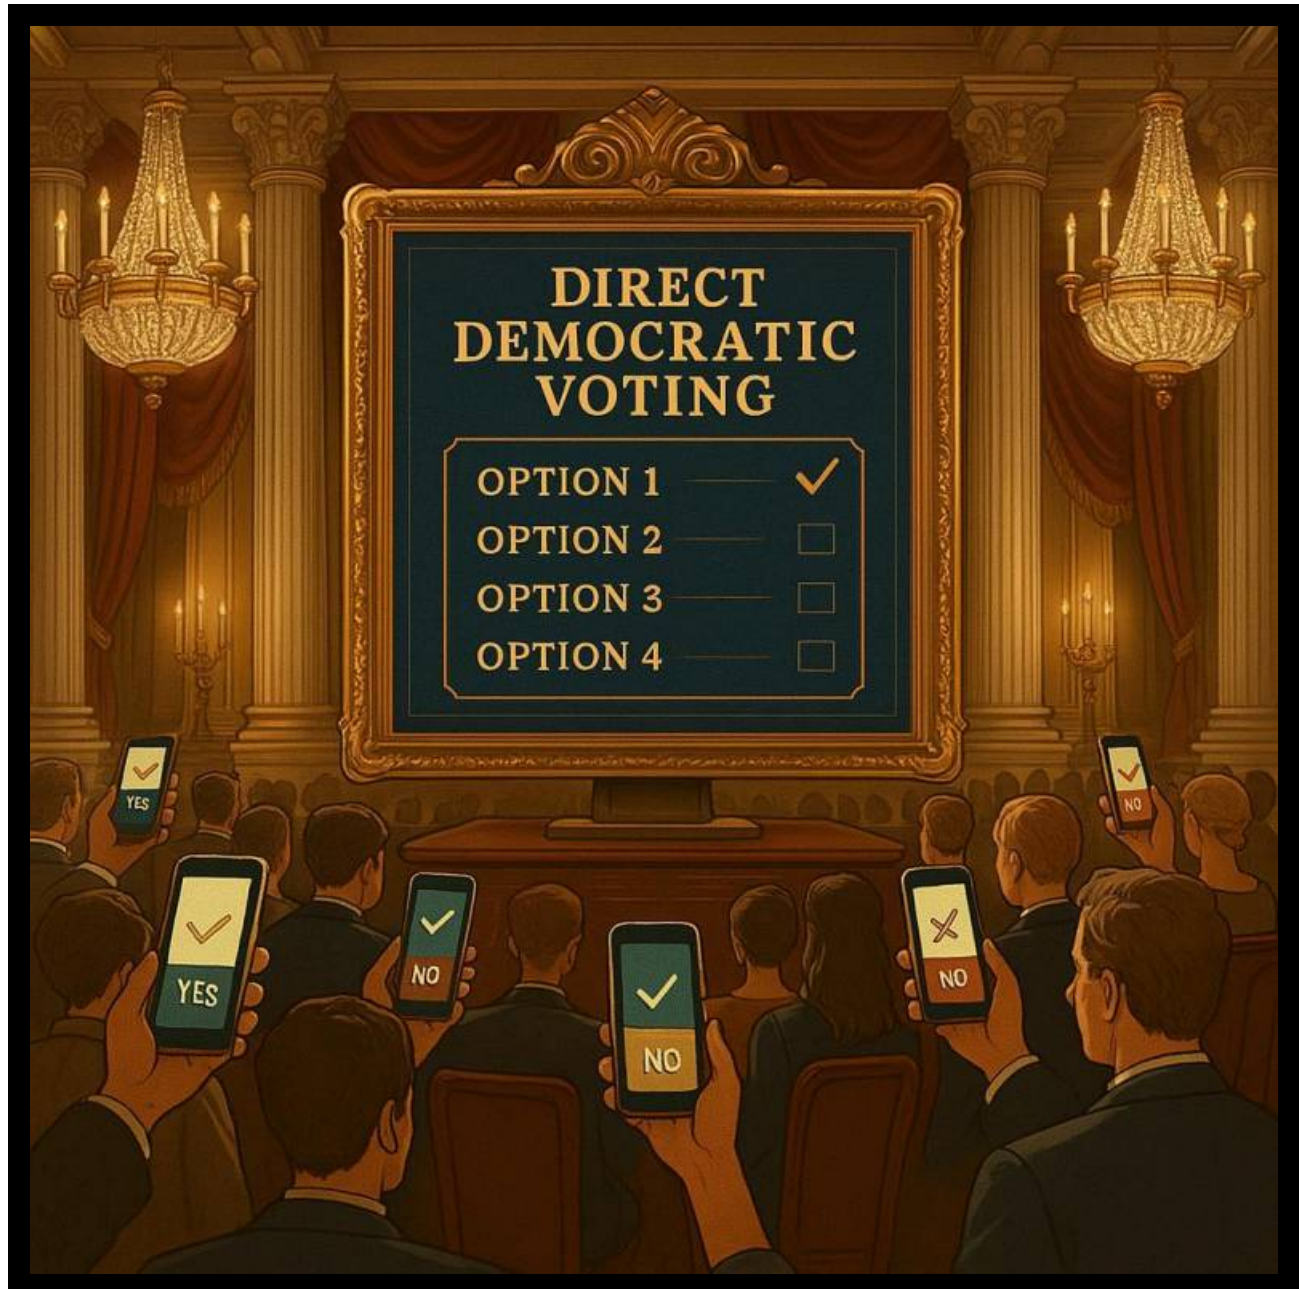 DIRECT
DEMOCRATIC
VOTING
OPTION 1
OPTION 2
OPTION 3
OPTION 4
YES
NO
YES
NO
NO
NO